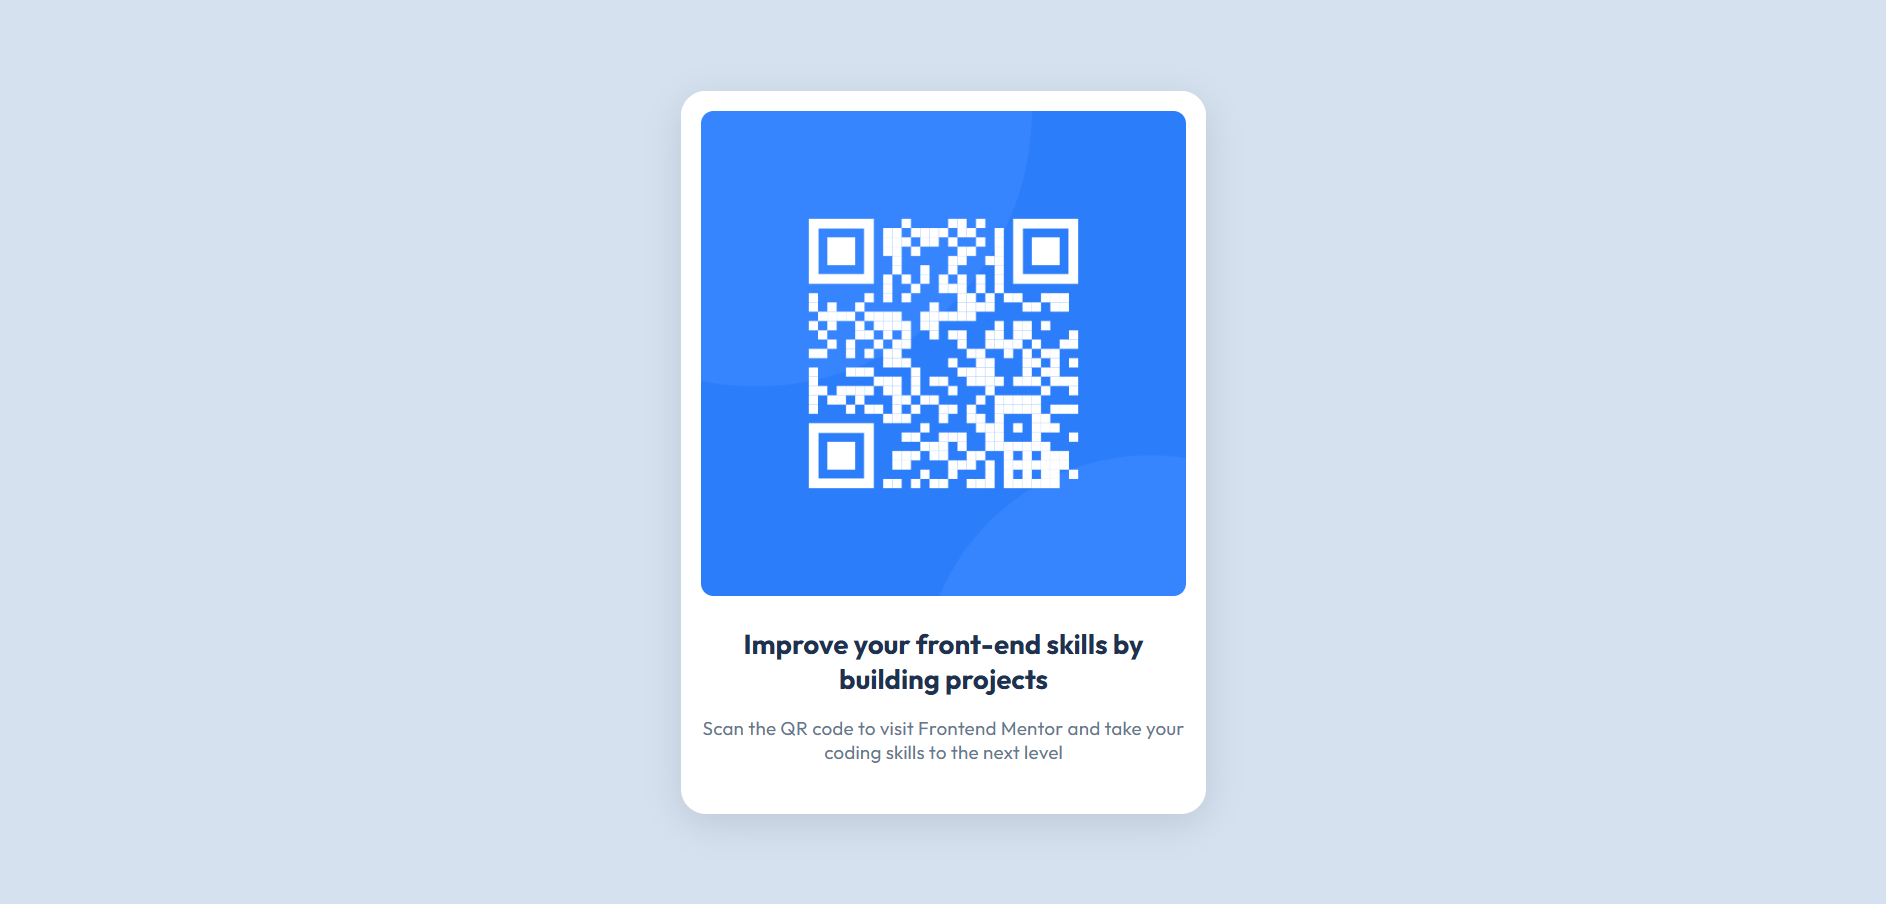 Improve your front-end skills by
building projects
Scan the QR code to visit Frontend Mentor and take your
coding skills to the next level